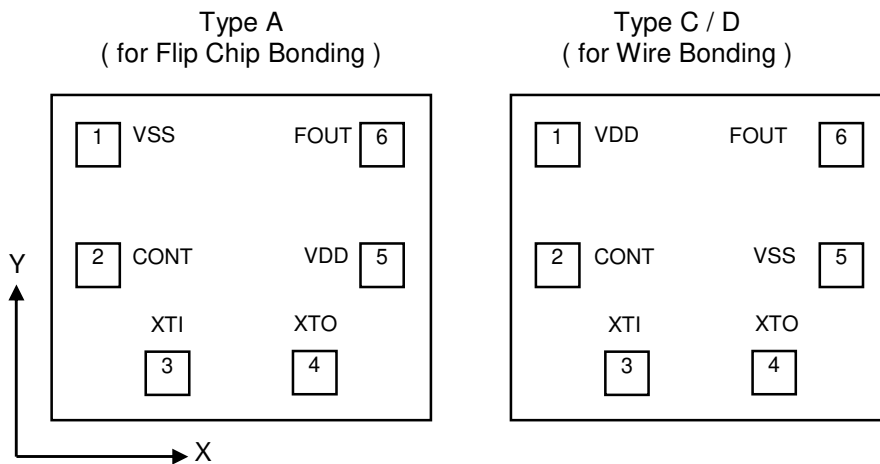 Type A
( for Flip Chip Bonding )
1 VSS FOUT 6
2 CONT VDD 5
XTI XTO
3 4
Type C / D
( for Wire Bonding )
1 VDD FOUT 6
2 CONT VSS 5
XTI XTO
3 4
Y
X